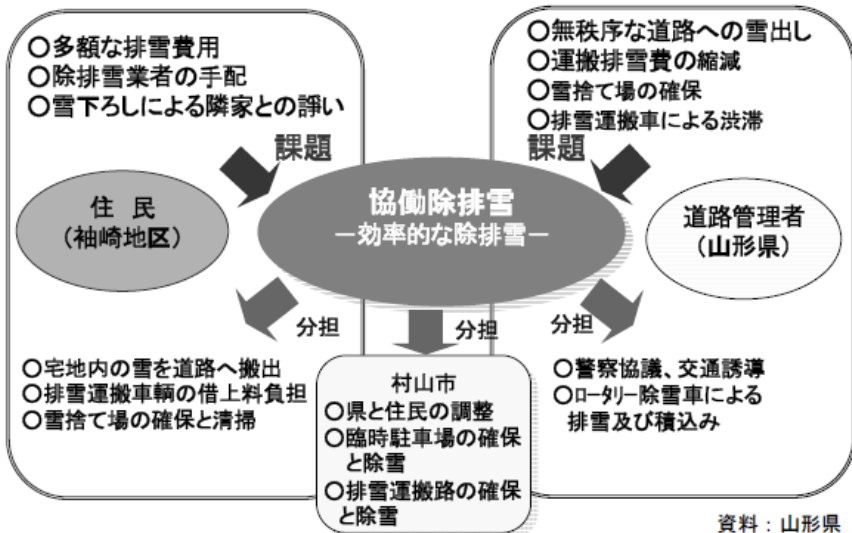 ○多額な排雪費用
○除排雪業者の手配
○雪下ろしによる隣家との諍い
課題
住 民
(袖崎地区)
○無秩序な道路への雪出し
○運搬排雪費の縮減
○雪捨て場の確保
○排雪運搬車による渋滞
課題
道路管理者
(山形県)
協働除排雪
－効率的な除排雪－
分担
分担
分担
○宅地内の雪を道路へ搬出
○排雪運搬車輌の借上料負担
○雪捨て場の確保と清掃
村山市
○県と住民の調整
○臨時駐車場の確保
と除雪
○排雪運搬路の確保
と除雪
○警察協議、交通誘導
○ロータリー除雪車による
排雪及び積込み
資料：山形県